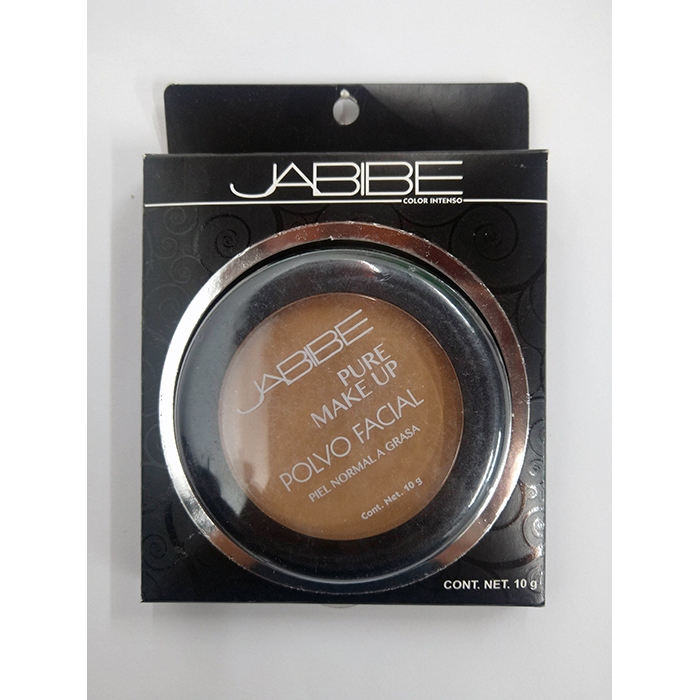 JABIBE
COLOR INTENSO
JABIBE
PURE
MAKE UP
POLVO FACIAL
PIEL NORMAL A GRASA
Cont. Net. 10 g
CONT. NET. 10 g